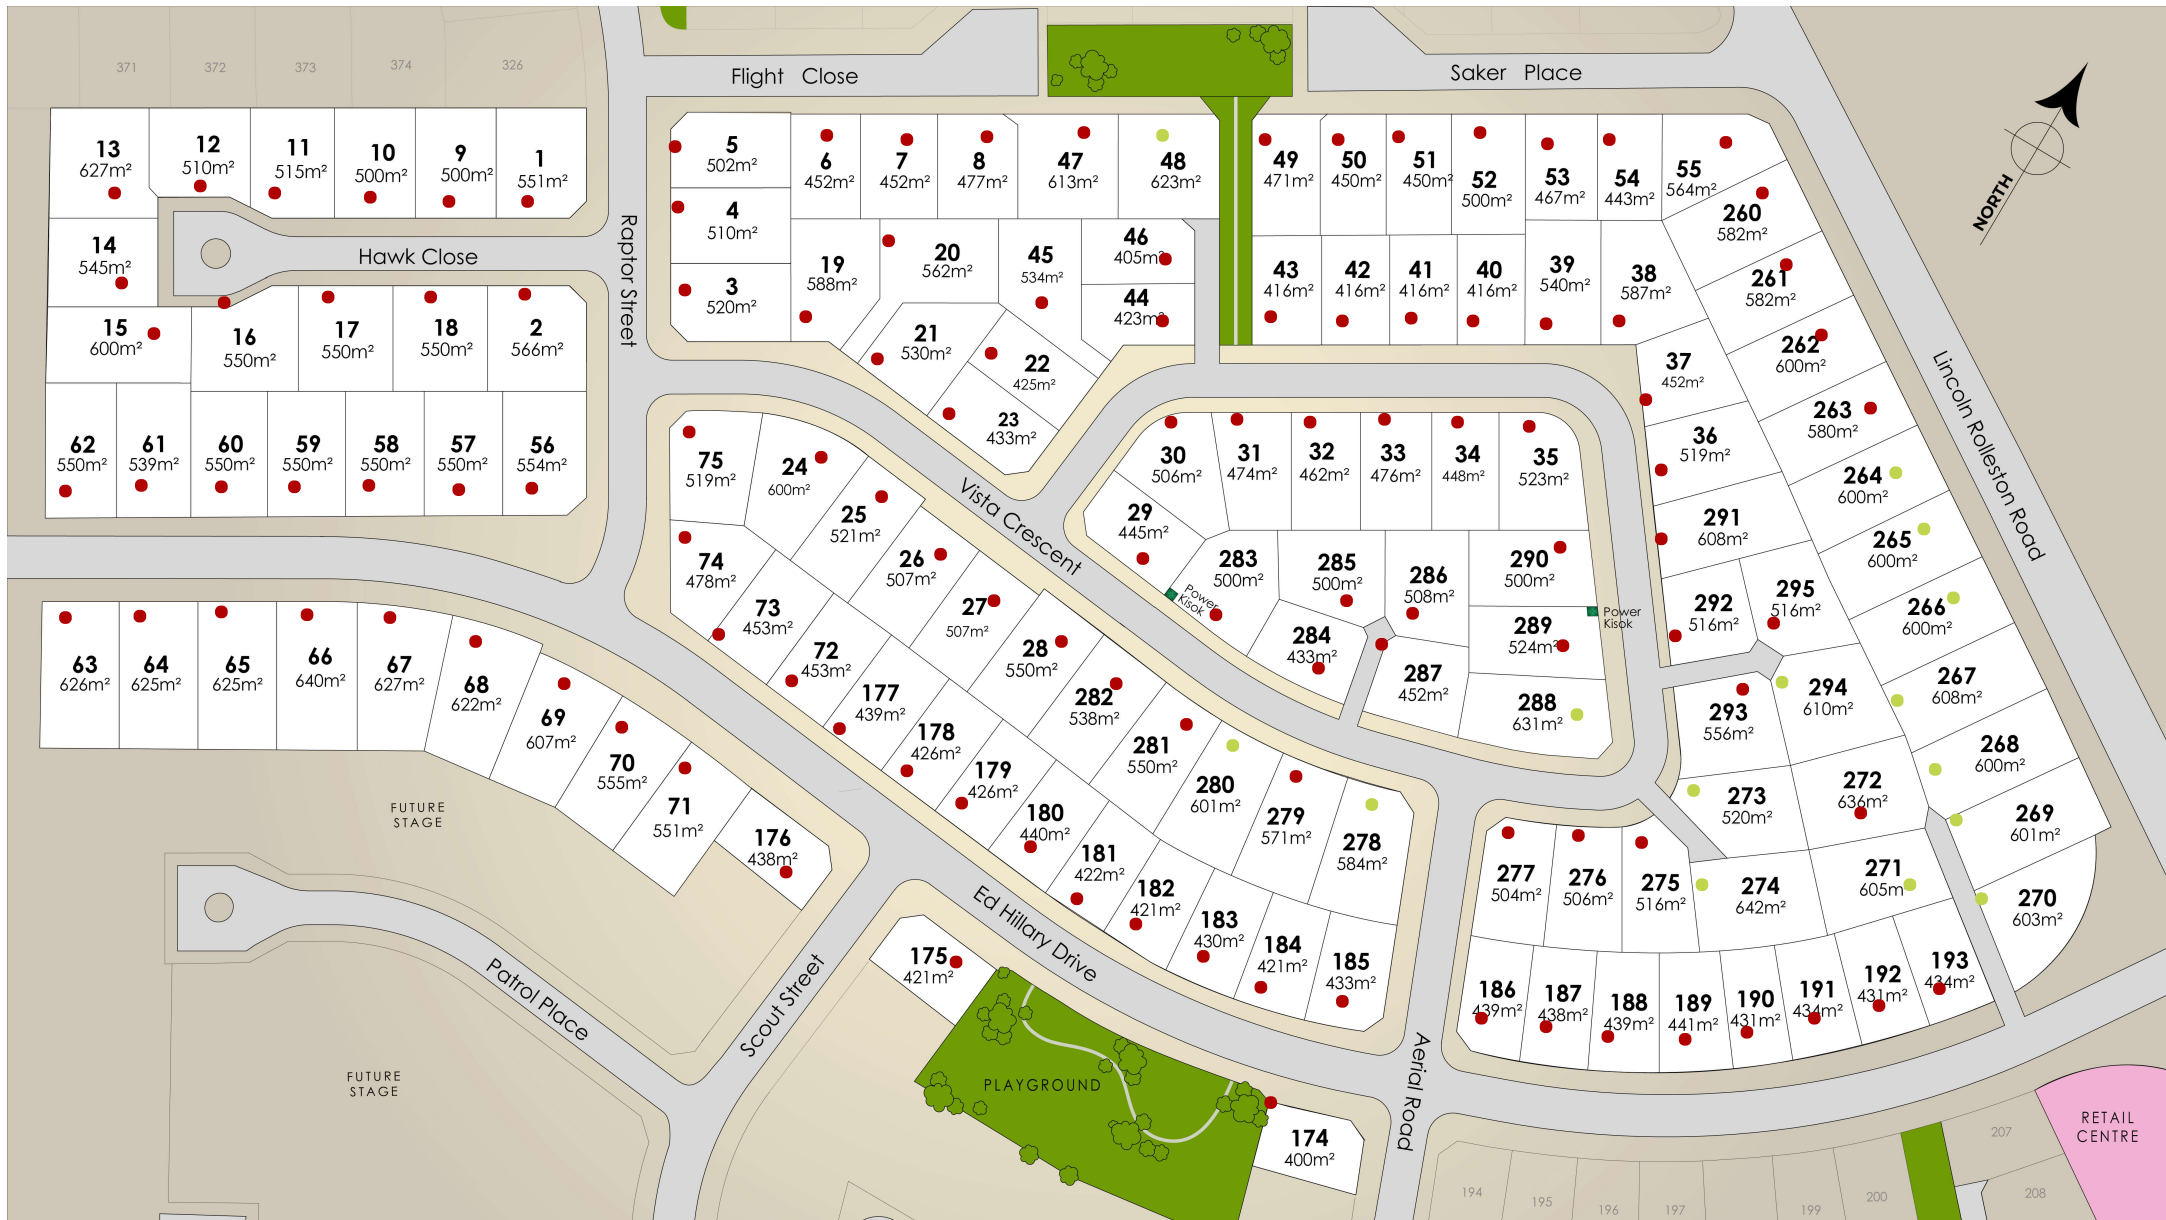 371
372
373
374
326
Flight Close
Saker Place
13
627m²
12
510m²
11
515m²
10
500m²
9
500m²
1
551m²
5
502m²
6
452m²
7
452m²
8
477m²
47
613m²
48
623m²
49
471m²
50
450m²
51
450m²
52
500m²
53
467m²
54
443m²
55
564m²
260
582m²
NORTH
14
545m²
Hawk Close
Raptor Street
4
510m²
3
520m²
19
588m²
20
562m²
45
534m²
46
405m²
44
423m²
43
416m²
42
416m²
41
416m²
40
416m²
39
540m²
38
587m²
261
582m²
262
600m²
15
600m²
16
550m²
17
550m²
18
550m²
2
566m²
21
530m²
22
425m²
23
433m²
37
452m²
263
580m²
Lincoln Rolleston Road
62
550m²
61
539m²
60
550m²
59
550m²
58
550m²
57
550m²
56
554m²
75
519m²
24
600m²
25
521m²
Vista Crescent
30
506m²
31
474m²
32
462m²
33
476m²
34
448m²
35
523m²
36
519m²
264
600m²
29
445m²
291
608m²
265
600m²
74
478m²
26
507m²
283
500m²
285
500m²
286
508m²
290
500m²
Power
Kisok
Power
Kisok
73
453m²
27
507m²
284
433m²
289
524m²
292
516m²
295
516m²
266
600m²
63
626m²
64
625m²
65
625m²
66
640m²
67
627m²
68
622m²
69
607m²
70
555m²
71
551m²
176
438m²
72
453m²
28
550m²
282
538m²
287
452m²
288
631m²
293
556m²
294
610m²
267
608m²
177
439m²
178
426m²
179
426m²
180
440m²
181
422m²
182
421m²
183
430m²
184
421m²
185
433m²
281
550m²
280
601m²
279
571m²
278
584m²
268
600m²
272
636m²
273
520m²
269
601m²
277
504m²
276
506m²
275
516m²
274
642m²
271
605m²
270
603m²
FUTURE
STAGE
Ed Hillary Drive
175
421m²
Patrol Place
Scout Street
186
439m²
187
438m²
188
439m²
189
441m²
190
431m²
191
434m²
192
431m²
193
434m²
FUTURE
STAGE
PLAYGROUND
Aerial Road
174
400m²
RETAIL
CENTRE
194
195
196
197
199
200
207
208